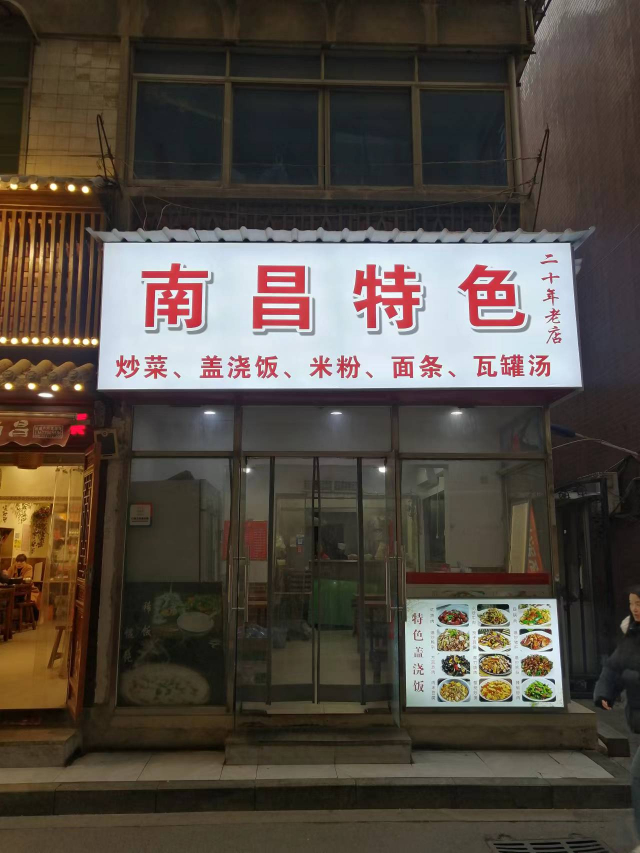 南昌特色
二十年老店
炒菜、盖浇饭、米粉、面条、瓦罐汤
特色盖浇饭
昌